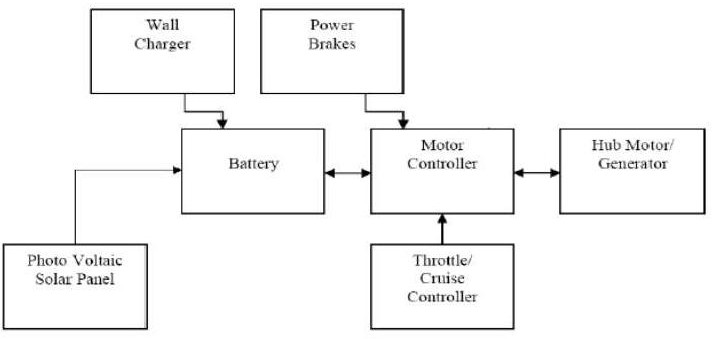 Wall
Charger
Power
Brakes
Battery
Motor
Controller
Hub Motor/
Generator
Photo Voltaic
Solar Panel
Throttle/
Cruise
Controller